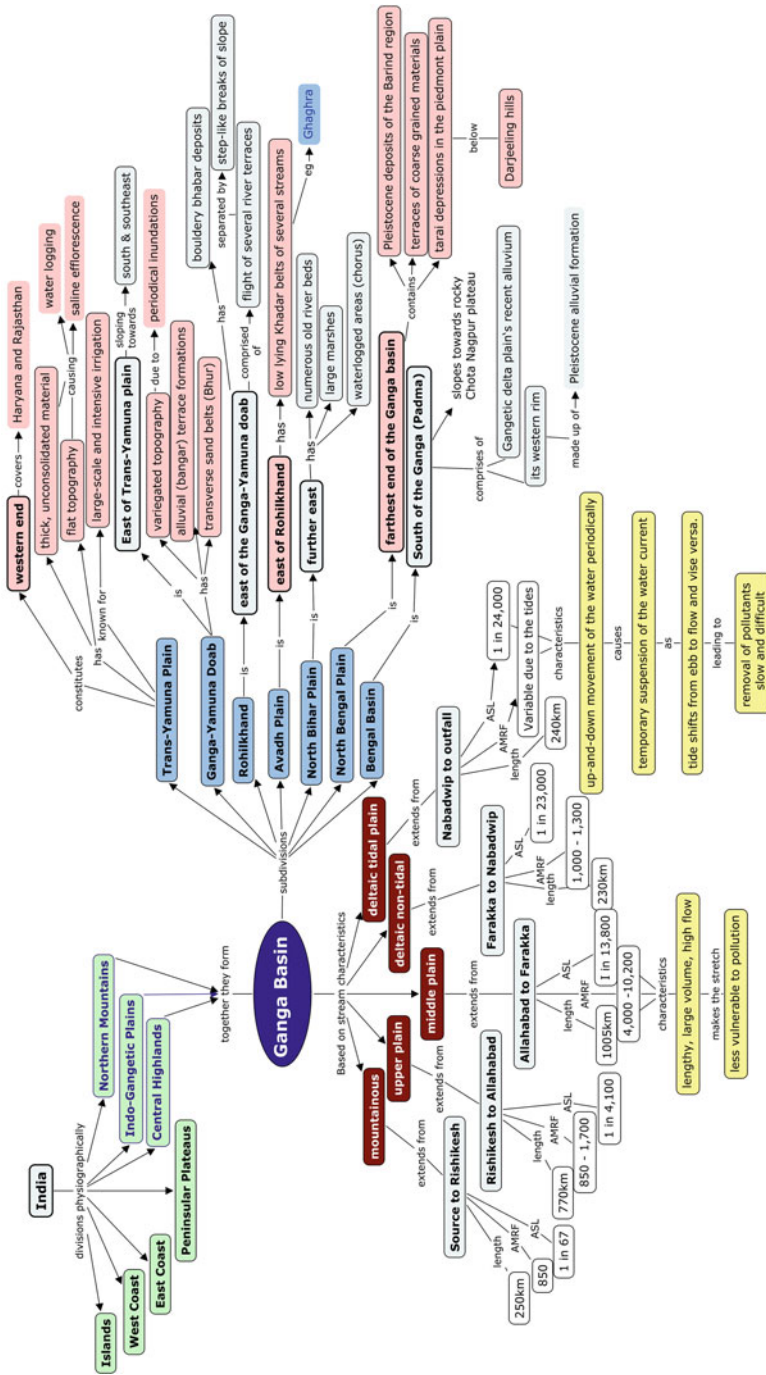 India
divisions physiographically
Islands
West Coast
East Coast
Peninsular Plateaus
Central Highlands
Indo-Gangetic Plains
Northern Mountains
together they form
Ganga Basin
subdivisions
Trans-Yamuna Plain
Ganga-Yamuna Doab
Rohilkhand
Avadh Plain
North Bihar Plain
North Bengal Plain
Bengal Basin
constitutes
western end
covers
Haryana and Rajasthan
has
thick, unconsolidated material
flat topography
causing
water logging
saline efflorescence
known for
large-scale and intensive irrigation
is
East of Trans-Yamuna plain
sloping
towards
south & southeast
has
variegated topography
due to
periodical inundations
alluvial (bangar) terrace formations
transverse sand belts (Bhur)
is
east of the Ganga-Yamuna doab
has
bouldery bhabar deposits
separated by
step-like breaks of slope
comprised
of
flight of several river terraces
is
east of Rohilkhand
has
low lying Khadar belts of several streams
eg
Ghaghra
is
further east
has
numerous old river beds
large marshes
waterlogged areas (chorus)
is
farthest end of the Ganga basin
contains
Pleistocene deposits of the Barind region
terraces of coarse grained materials
tarai depressions in the piedmont plain
below
Darjeeling hills
is
South of the Ganga (Padma)
slopes towards rocky
Chota Nagpur plateau
comprises of
Gangetic delta plain's recent alluvium
its western rim
made up of
Pleistocene alluvial formation
Based on stream characteristics
mountainous
upper plain
middle plain
deltaic non-tidal
deltaic tidal plain
extends from
Source to Rishikesh
length
AMRF
ASL
250km
850
1 in 67
extends from
Rishikesh to Allahabad
length
AMRF
ASL
770km
850 - 1,700
1 in 4,100
extends from
Allahabad to Farakka
length
AMRF
ASL
1005km
4,000 -10,200
I in 13,800
characteristics
lengthy, large volume, high flow
makes the stretch
less vulnerable to pollution
extends from
Farakka to Nabadwip
length
AMRF
ASL
230km
1,000 - 1,300
1 in 23,000
extends from
Nabadwip to outfall
length
AMRF
ASL
240km
Variable due to the tides
1 in 24,000
characteristics
up-and-down movement of the water periodically
causes
temporary suspension of the water current
as
tide shifts from ebb to flow and vise versa.
leading to
removal of pollutants
slow and difficult